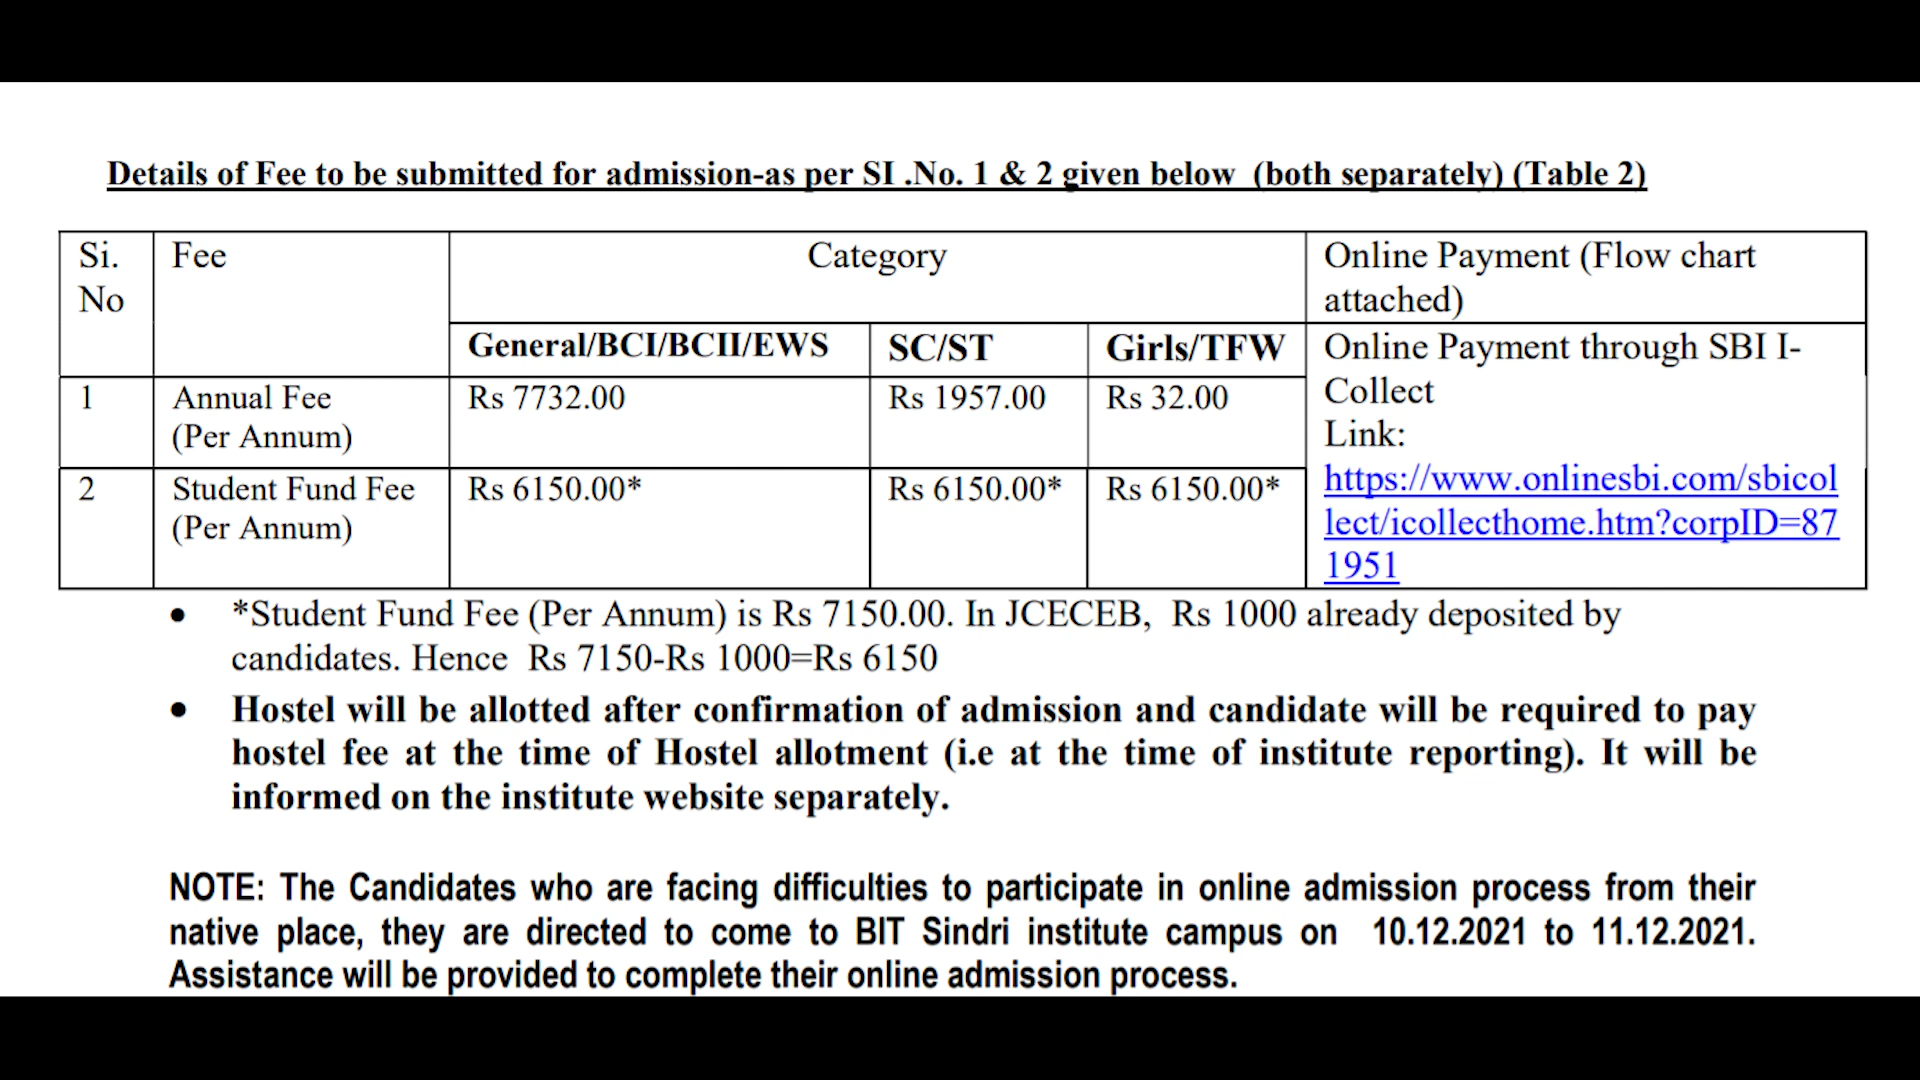 Details of Fee to be submitted for admission-as per SI .No. 1 & 2 given below (both separately) (Table 2)
Si. No
Fee
Category
Online Payment (Flow chart attached)
General/BCI/BCII/EWS
SC/ST
Girls/TFW
Online Payment through SBI I-
Collect
Link:
https://www.onlinesbi.com/sbicol
lect/icollecthome.htm?corpID=87
1951
1
Annual Fee
(Per Annum)
Rs 7732.00
Rs 1957.00
Rs 32.00
2
Student Fund Fee
(Per Annum)
Rs 6150.00*
Rs 6150.00*
Rs 6150.00*
• *Student Fund Fee (Per Annum) is Rs 7150.00. In JCECEB, Rs 1000 already deposited by
candidates. Hence Rs 7150-Rs 1000=Rs 6150
• Hostel will be allotted after confirmation of admission and candidate will be required to pay
hostel fee at the time of Hostel allotment (i.e at the time of institute reporting). It will be
informed on the institute website separately.
NOTE: The Candidates who are facing difficulties to participate in online admission process from their
native place, they are directed to come to BIT Sindri institute campus on 10.12.2021 to 11.12.2021.
Assistance will be provided to complete their online admission process.